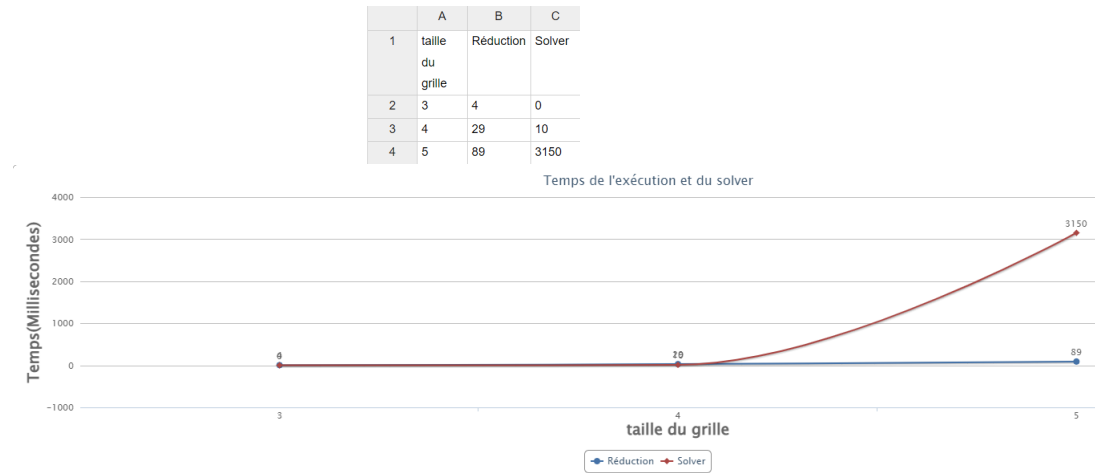 A B C
1 taille du grille Réduction Solver
2 3 4 0
3 4 29 10
4 5 89 3150
Temps de l'exécution et du solver
Temps(Millisecondes)
4000
3000
2000
1000
0
-1000
3150
89
3 4 5
taille du grille
Réduction Solver